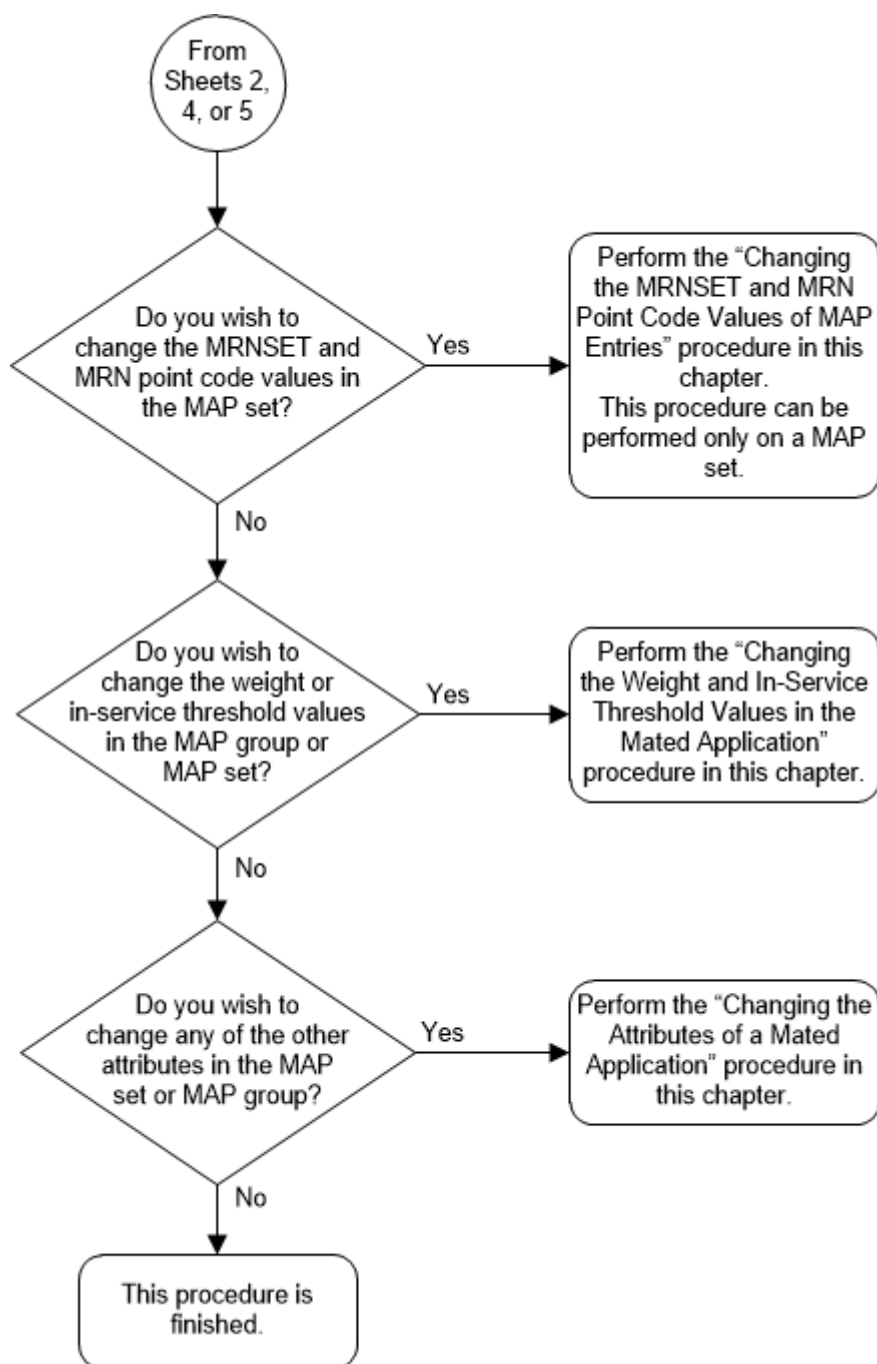 From
Sheets 2,
4, or 5
Do you wish to
change the MRNSET and
MRN point code values in
the MAP set?
Yes
Perform the “Changing
the MRNSET and MRN
Point Code Values of MAP
Entries” procedure in this
chapter.
This procedure can be
performed only on a MAP
set.
No
Do you wish to
change the weight or
in-service threshold values
in the MAP group or
MAP set?
Yes
Perform the “Changing
the Weight and In-Service
Threshold Values in the
Mated Application”
procedure in this chapter.
No
Do you wish to
change any of the other
attributes in the MAP
set or MAP group?
Yes
Perform the “Changing the
Attributes of a Mated
Application” procedure in
this chapter.
No
This procedure is
finished.